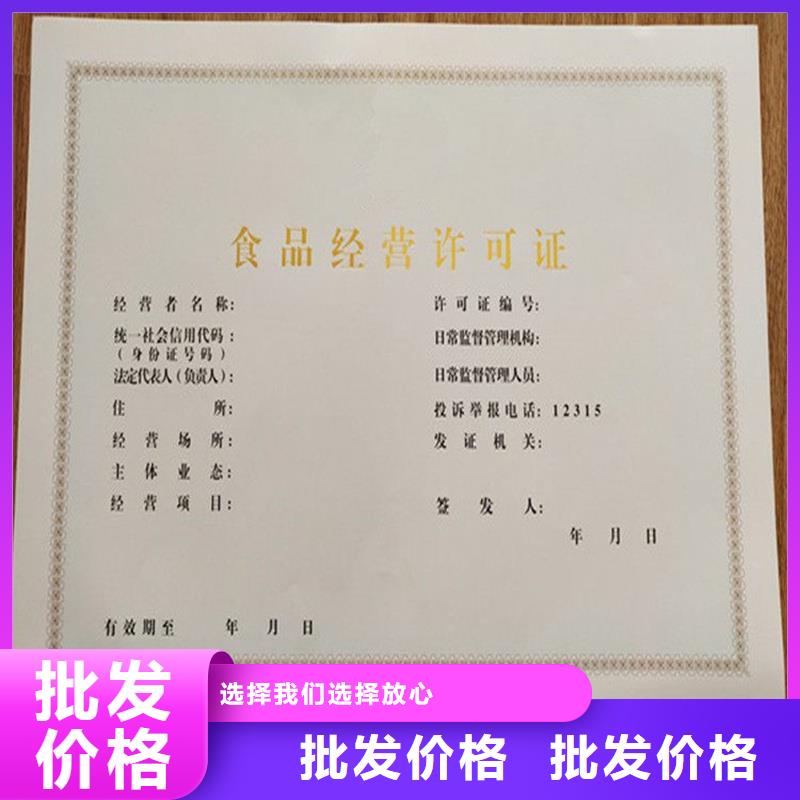 食品经营许可证
经营者名称:
许可证编号:
统一社会信用代码:
(身份证号码)
日常监督管理机构:
法定代表人(负责人):
日常监督管理人员:
住所:
投诉举报电话:12315
经营场所:
发证机关:
主体业态:
经营项目:
签发人:
年 月 日
有效期至 年 月 日
批发
价格
选择我们选择放心
批发价格 批发价格